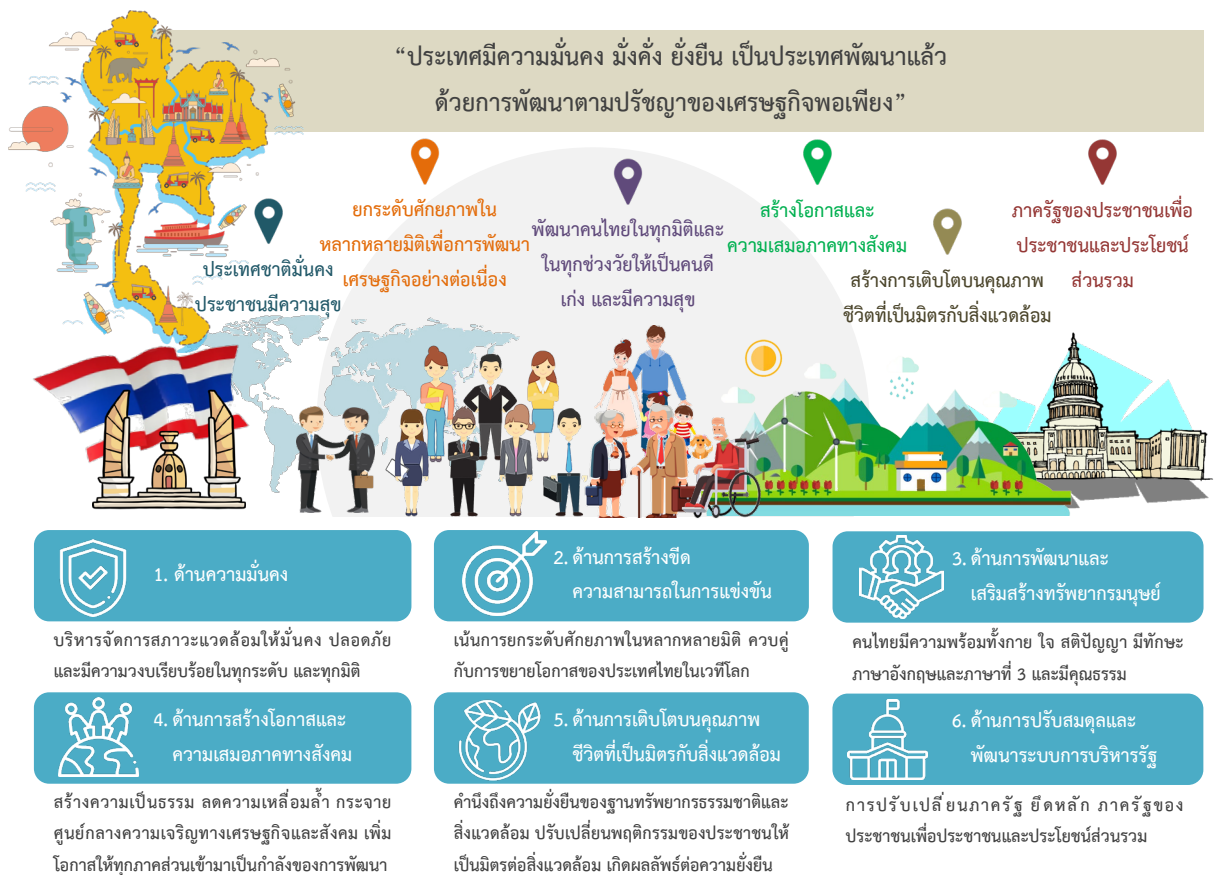 “ประเทศมีความมั่นคง มั่งคั่ง ยั่งยืน เป็นประเทศพัฒนาแล้ว
ด้วยการพัฒนาตามปรัชญาของเศรษฐกิจพอเพียง”
ประเทศชาติมั่นคง
ประชาชนมีความสุข
ยกระดับศักยภาพใน
หลากหลายมิติเพื่อการพัฒนา
เศรษฐกิจอย่างต่อเนื่อง
พัฒนาคนไทยในทุกมิติและ
ในทุกช่วงวัยให้เป็นคนดี
เก่ง และมีความสุข
สร้างโอกาสและ
ความเสมอภาคทางสังคม
สร้างการเติบโตบนคุณภาพ
ชีวิตที่เป็นมิตรกับสิ่งแวดล้อม
ภาครัฐของประชาชนเพื่อ
ประชาชนและประโยชน์
ส่วนรวม
1. ด้านความมั่นคง
บริหารจัดการสภาวะแวดล้อมให้มั่นคง ปลอดภัย
และมีความวงบเรียบร้อยในทุกระดับ และทุกมิติ
2. ด้านการสร้างขีด
ความสามารถในการแข่งขัน
เน้นการยกระดับศักยภาพในหลากหลายมิติ ควบคู่
กับการขยายโอกาสของประเทศไทยในเวทีโลก
3. ด้านการพัฒนาและ
เสริมสร้างทรัพยากรมนุษย์
คนไทยมีความพร้อมทั้งกาย ใจ สติปัญญา มีทักษะ
ภาษาอังกฤษและภาษาที่ 3 และมีคุณธรรม
4. ด้านการสร้างโอกาสและ
ความเสมอภาคทางสังคม
สร้างความเป็นธรรม ลดความเหลื่อมล้ำ กระจาย
ศูนย์กลางความเจริญทางเศรษฐกิจและสังคม เพิ่ม
โอกาสให้ทุกภาคส่วนเข้ามาเป็นกำลังของการพัฒนา
5. ด้านการเติบโตบนคุณภาพ
ชีวิตที่เป็นมิตรกับสิ่งแวดล้อม
คำนึงถึงความยั่งยืนของฐานทรัพยากรธรรมชาติและ
สิ่งแวดล้อม ปรับเปลี่ยนพฤติกรรมของประชาชนให้
เป็นมิตรต่อสิ่งแวดล้อม เกิดผลลัพธ์ต่อความยั่งยืน
6. ด้านการปรับสมดุลและ
พัฒนาระบบการบริหารรัฐ
การปรับเปลี่ยนภาครัฐ ยึดหลัก ภาครัฐของ
ประชาชนเพื่อประชาชนและประโยชน์ส่วนรวม